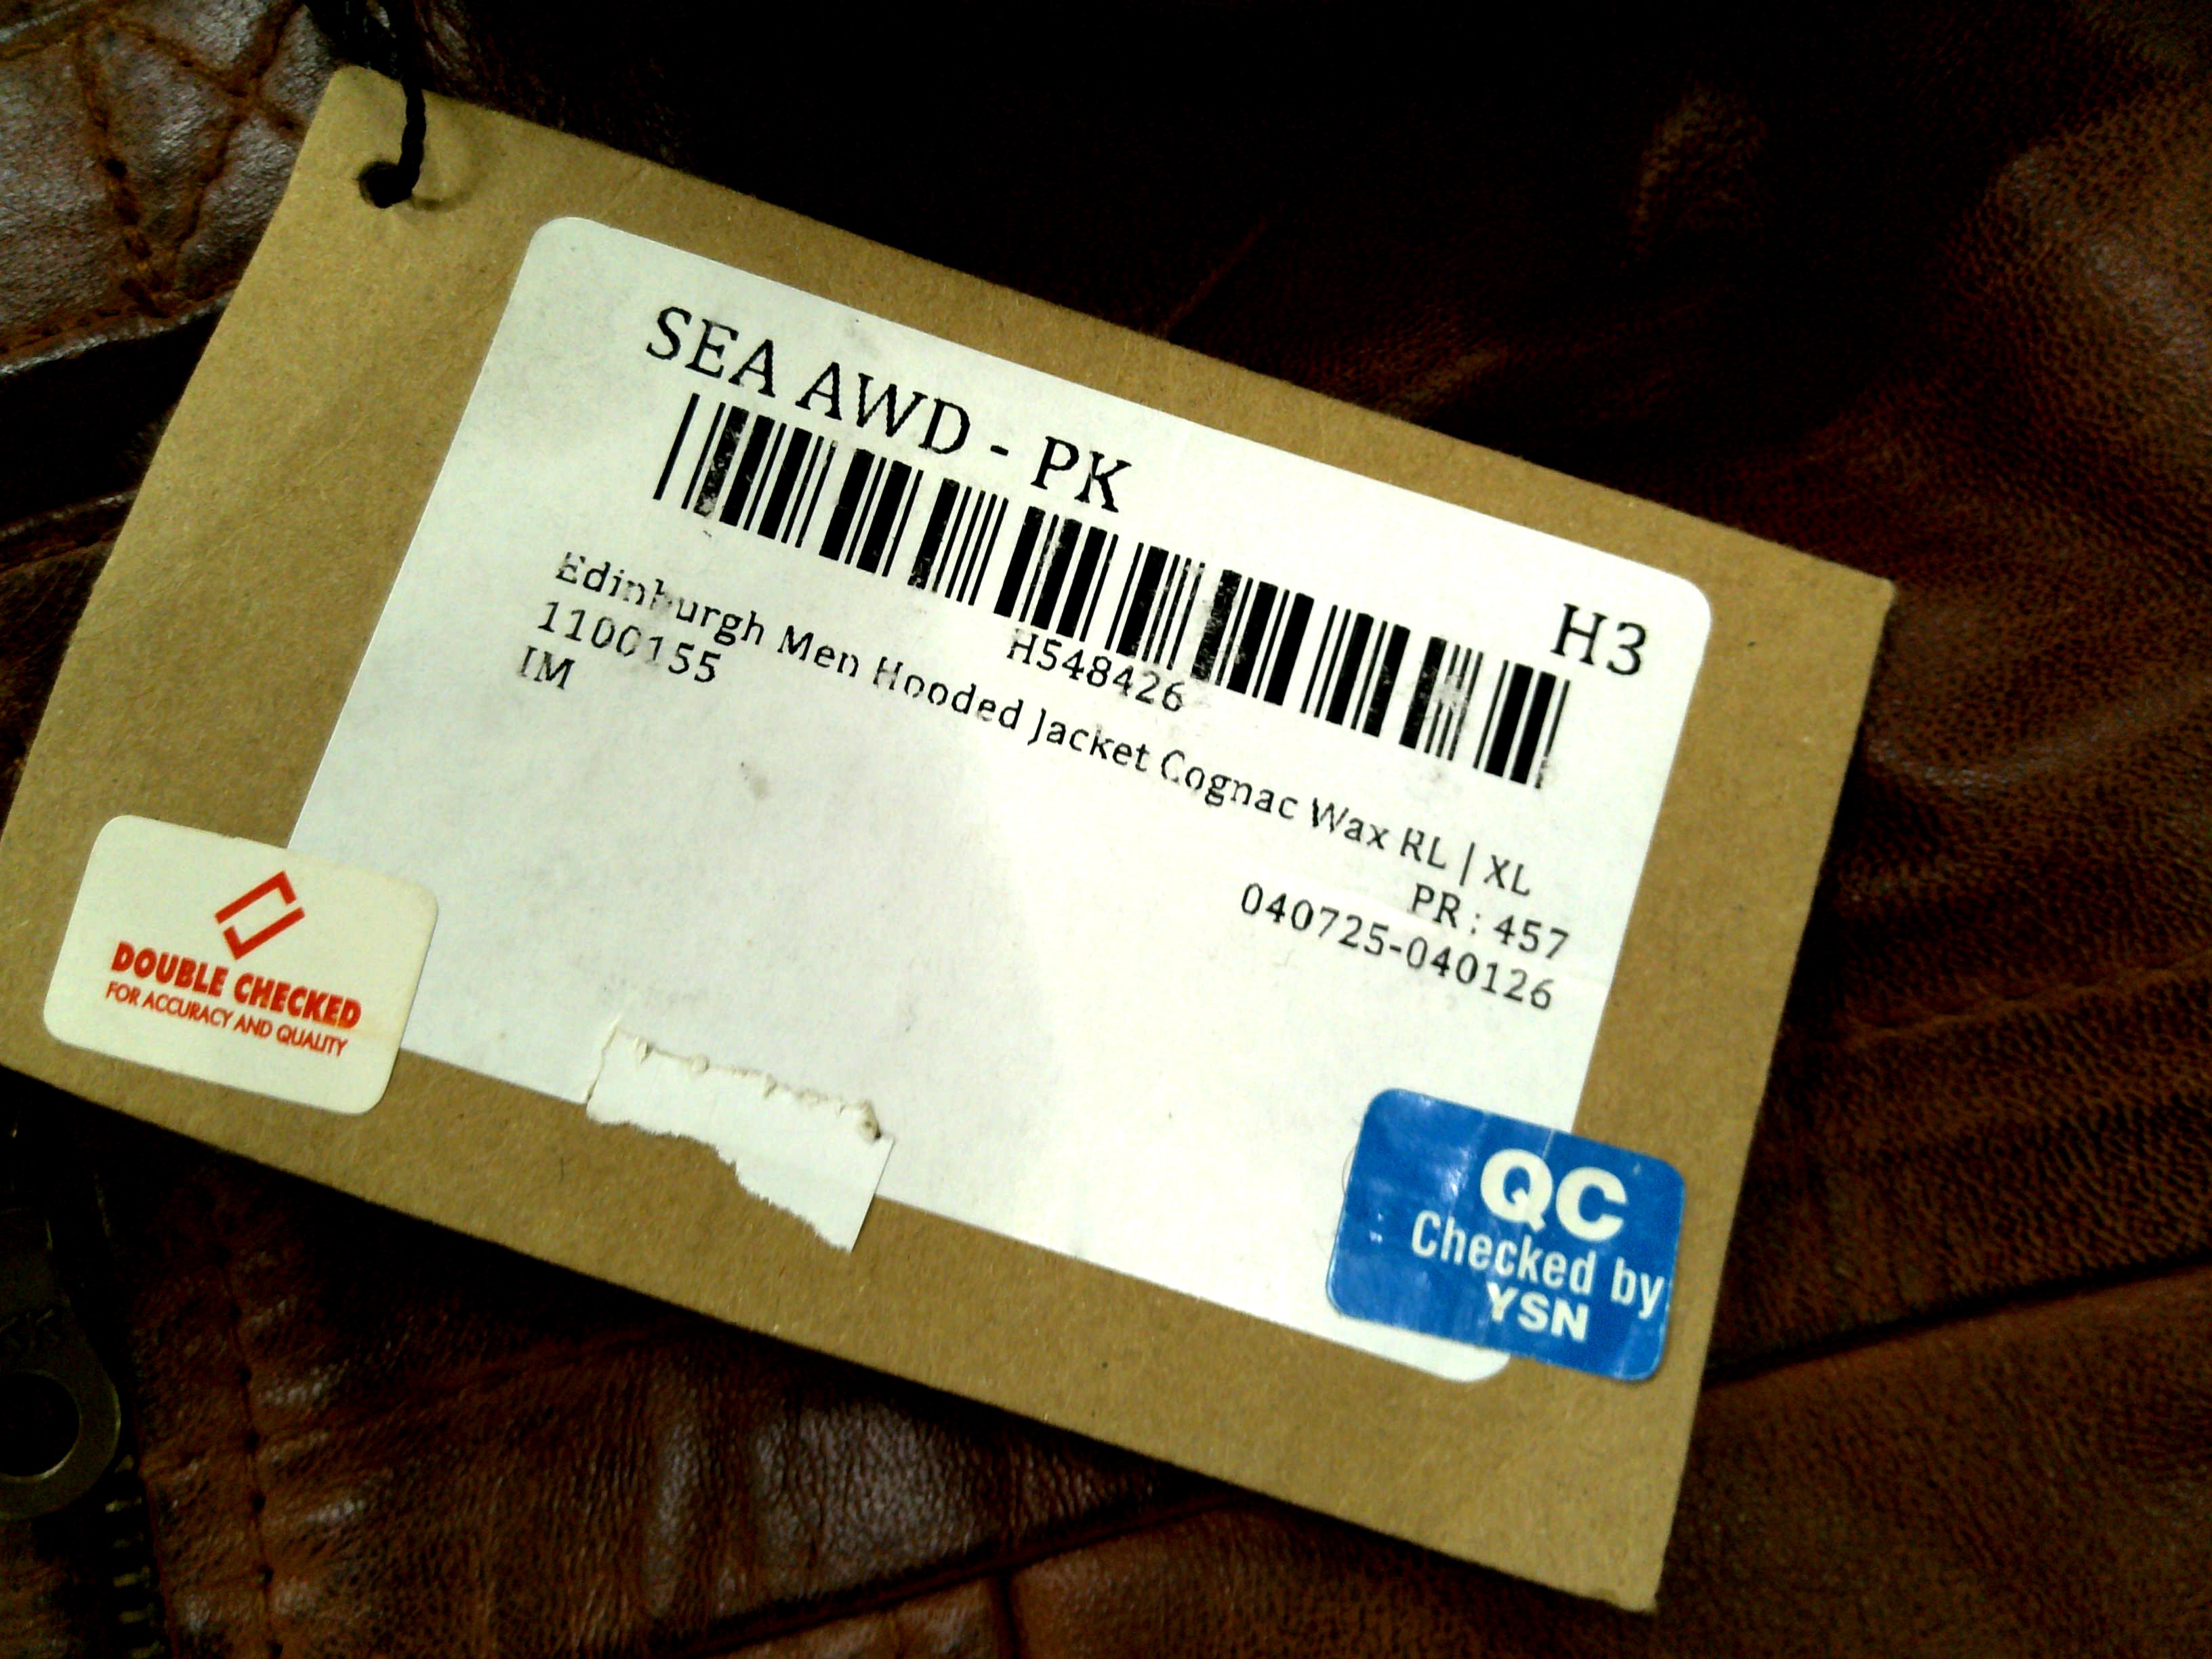 SEA AWD - PK
H3
H548426
Edinburgh Men Hooded Jacket Cognac Wax RL | XL
1100155
PR : 457
IM
040725-040126
DOUBLE CHECKED
FOR ACCURACY AND QUALITY
QC
Checked by
YSN